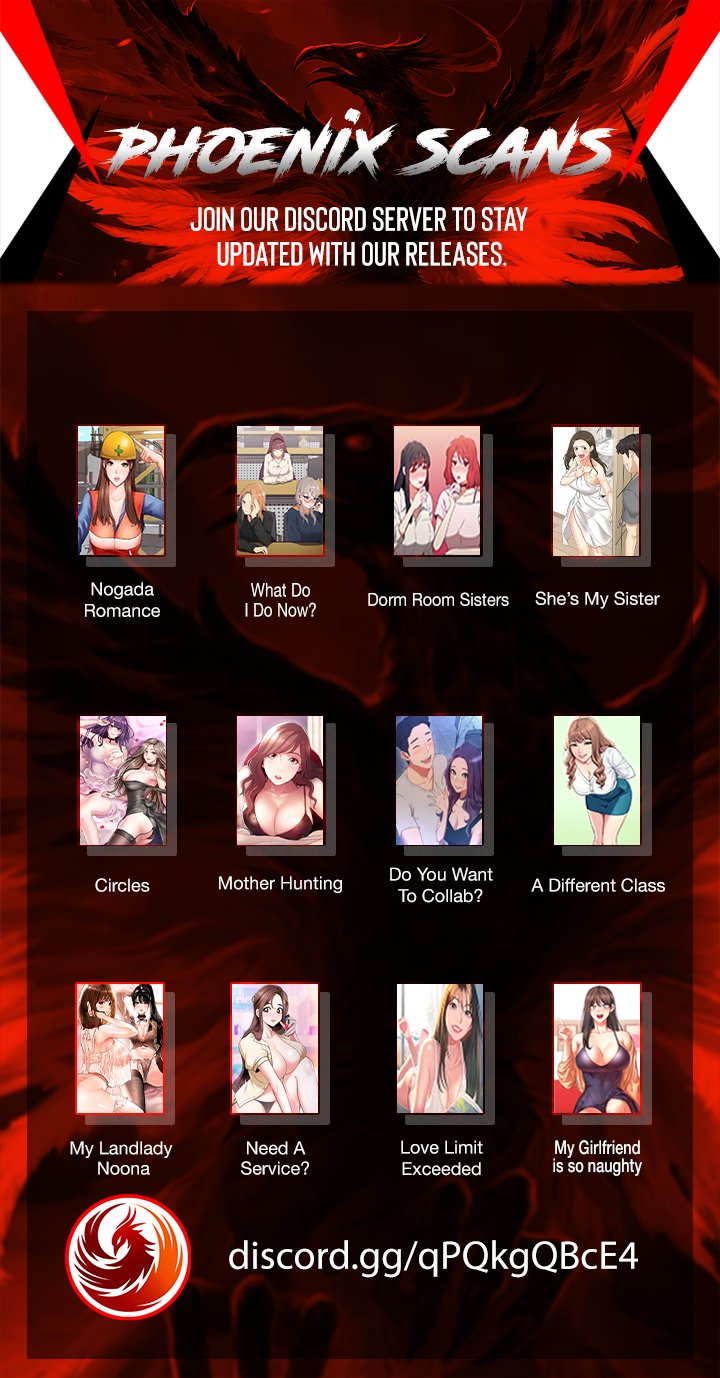 PHOENIX SCANS
JOIN OUR DISCORD SERVER TO STAY
UPDATED WITH OUR RELEASES.
Nogada
Romance
What Do
I Do Now?
Dorm Room Sisters
She's My Sister
Circles
Mother Hunting
Do You Want
To Collab?
A Different Class
My Landlady
Noona
Need A
Service?
Love Limit
Exceeded
My Girlfriend
is so naughty
discord.gg/qPQkgQBcE4